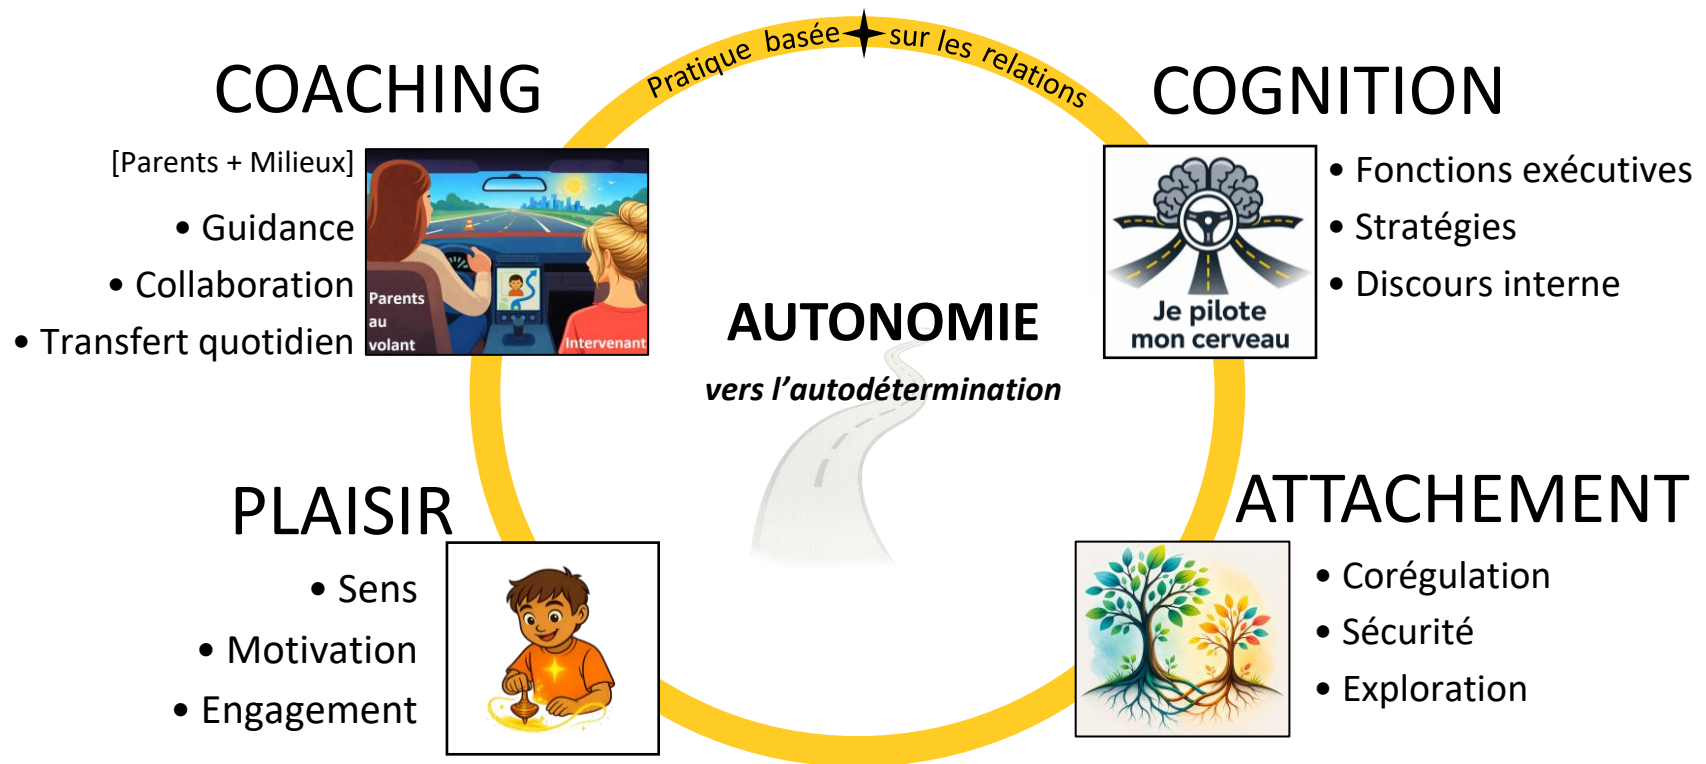 Pratique basée sur les relations
COACHING
[Parents + Milieux]
• Guidance
• Collaboration
• Transfert quotidien
Parents
au
volant
Intervenant
COGNITION
• Fonctions exécutives
• Stratégies
• Discours interne
Je pilote
mon cerveau
AUTONOMIE
vers l’autodétermination
PLAISIR
• Sens
• Motivation
• Engagement
ATTACHEMENT
• Corégulation
• Sécurité
• Exploration